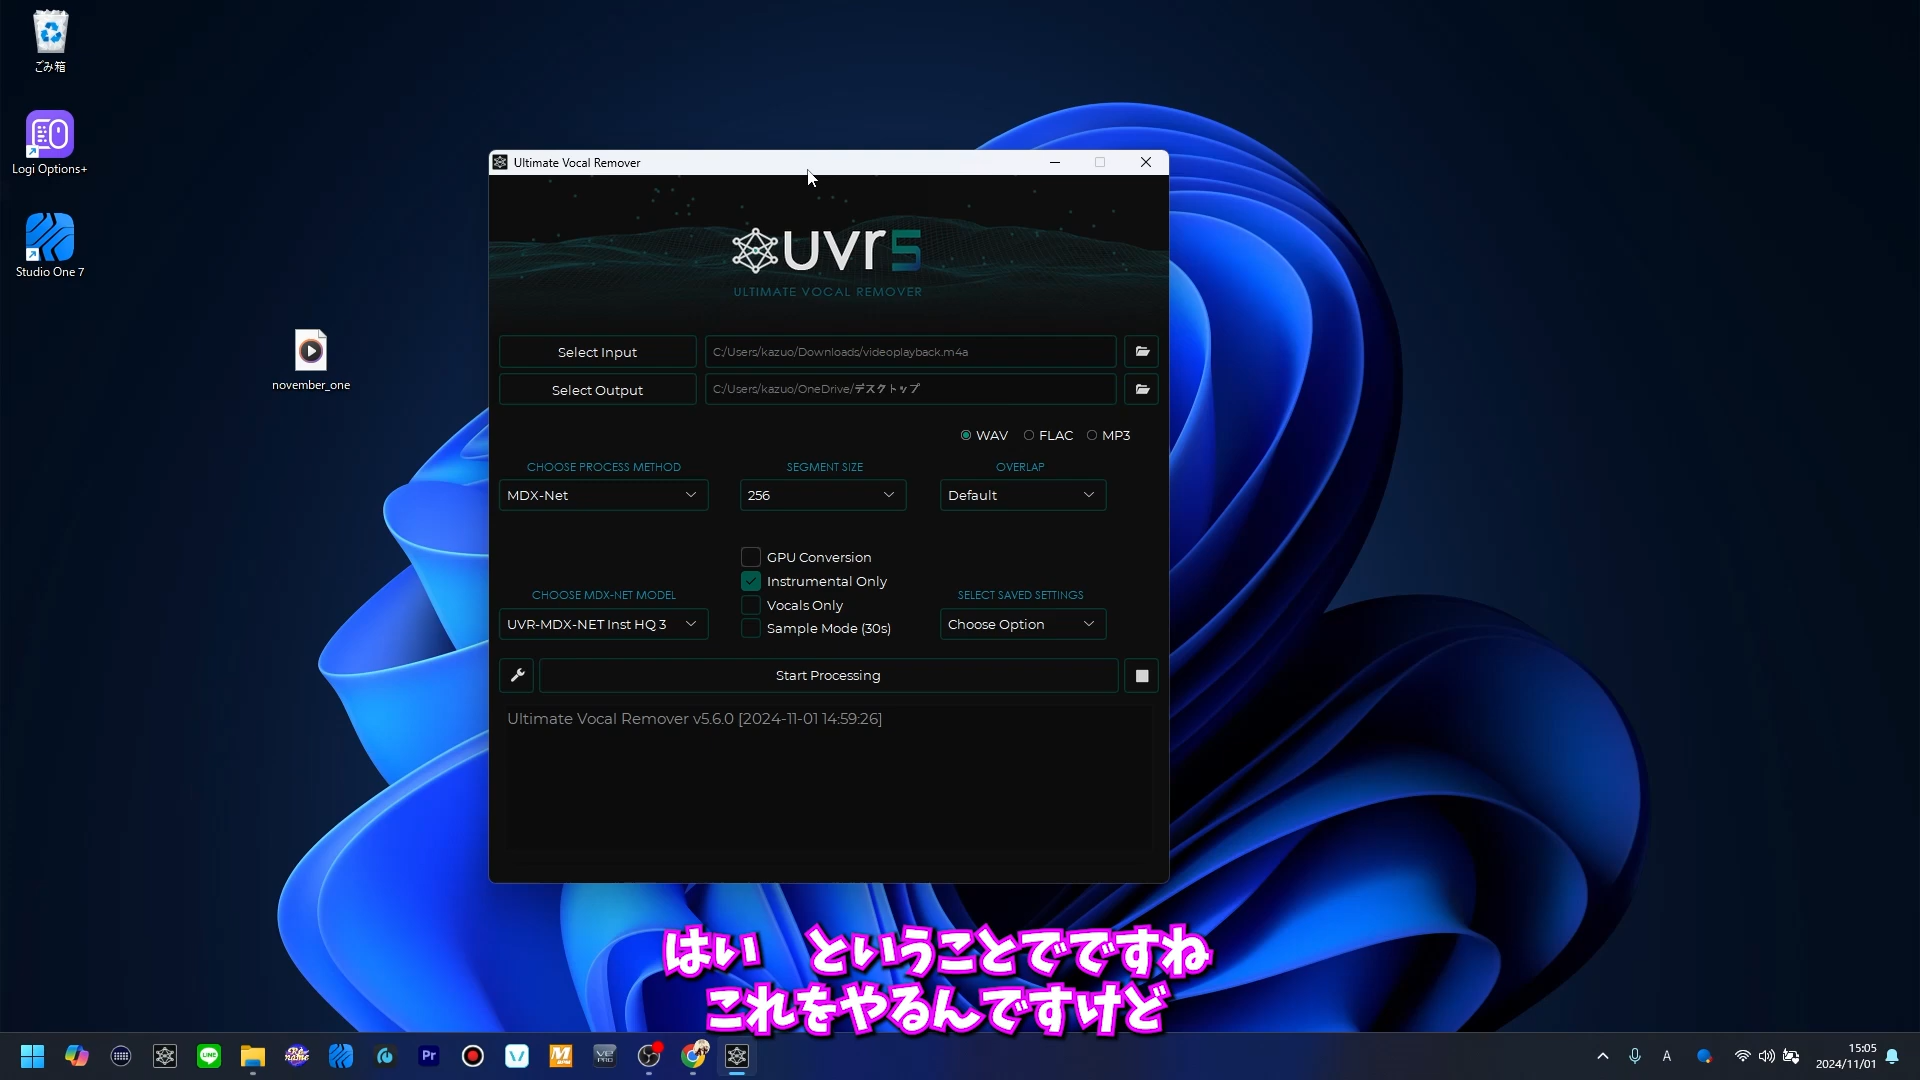 ごみ箱
Logi Options+
Studio One 7
november_one
Ultimate Vocal Remover
uvr5
ULTIMATE VOCAL REMOVER
Select Input
C:/Users/kazuo/Downloads/videoplayback.m4a
Select Output
C:/Users/kazuo/OneDrive/デスクトップ
WAV FLAC MP3
CHOOSE PROCESS METHOD
SEGMENT SIZE
OVERLAP
MDX-Net
256
Default
GPU Conversion
Instrumental Only
Vocals Only
Sample Mode (30s)
CHOOSE MDX-NET MODEL
UVR-MDX-NET Inst HQ 3
SELECT SAVED SETTINGS
Choose Option
Start Processing
Ultimate Vocal Remover v5.6.0 [2024-11-01 14:59:26]
はい ということでですね
これをやるんですけど
LINE
Pr
A
15:05
2024/11/01